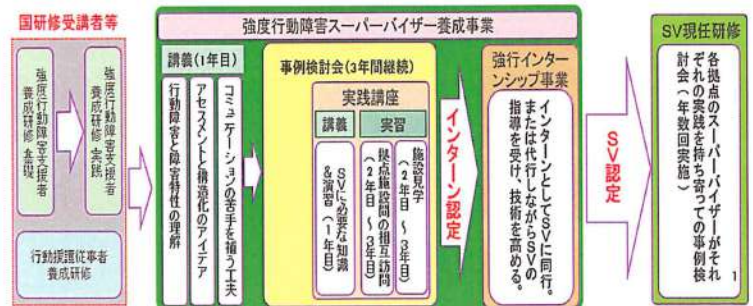 国研修受講者等
強度行動障害支援者
養成研修 基礎
強度行動障害支援者
養成研修 実践
行動援護従事者
養成研修
強度行動障害スーパーバイザー養成事業
講義(1年目)
コミュニケーションの苦手を補う工夫
アセスメントと構造化のアイデア
行動障害と障害特性の理解
事例検討会(3年間継続)
実践講座
講義
SVに必要な知識
&演習(1年目)
実習
施設見学
(2年目 ~3年目)
拠点施設間の相互訪問
(2年目 ~3年目)
インターン認定
強行インター
ンシップ事業
インターンとしてSVに同行。
または代行しながらSVの
指導を受け、技術を高める。
SV認定
SV現任研修
各拠点のスーパーバイザーがそれ
ぞれの実践を持ち寄っての事例検
討会(年数回実施)
1